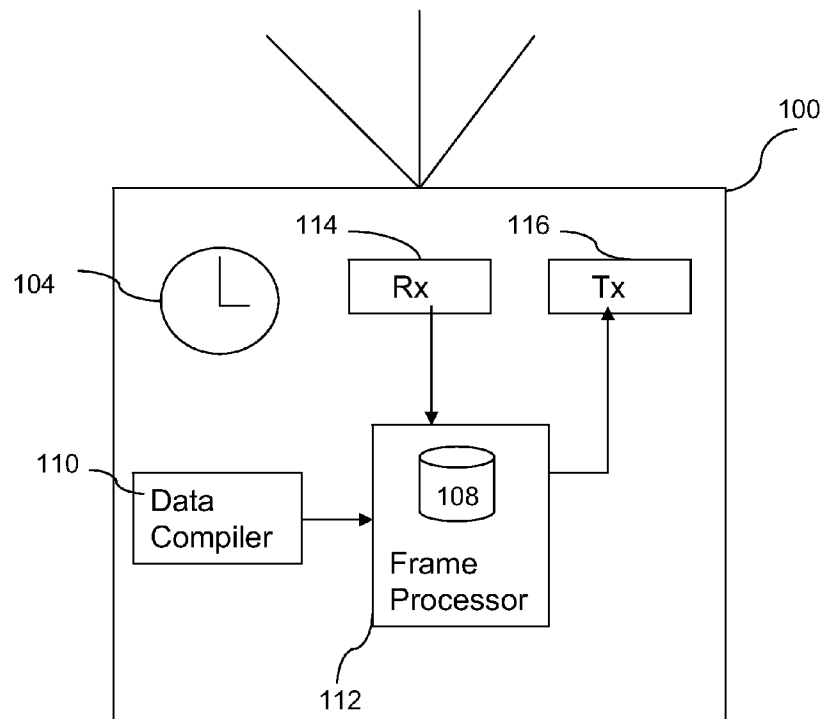 100
114
116
104
Rx
Tx
110
Data
Compiler
108
Frame
Processor
112